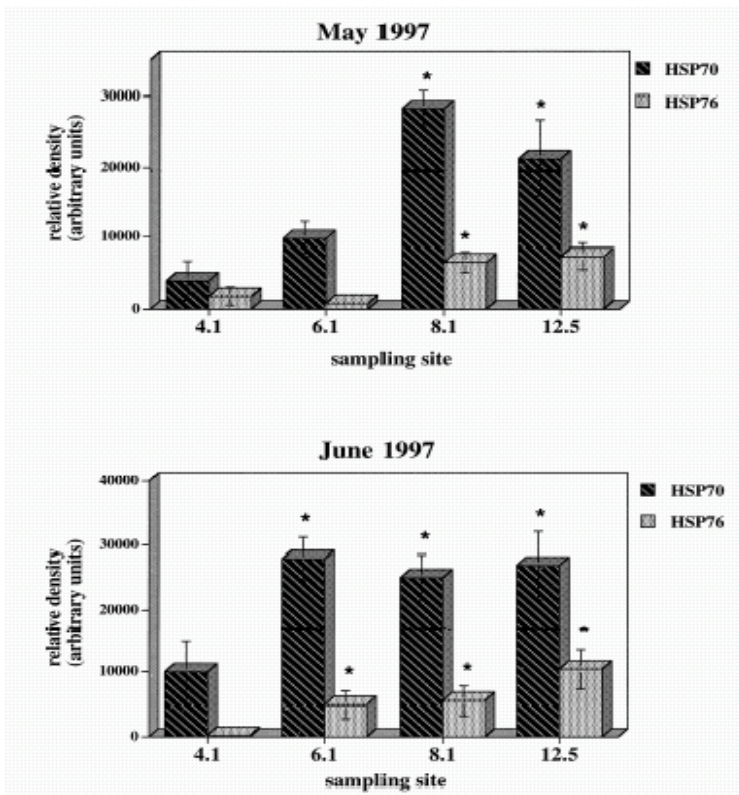 May 1997
HSP70
HSP76
*
*
*
*
30000
20000
10000
0
relative density
(arbitrary units)
4.1 6.1 8.1 12.5
sampling site
June 1997
HSP70
HSP76
*
*
*
*
*
*
40000
30000
20000
10000
0
relative density
(arbitrary units)
4.1 6.1 8.1 12.5
sampling site